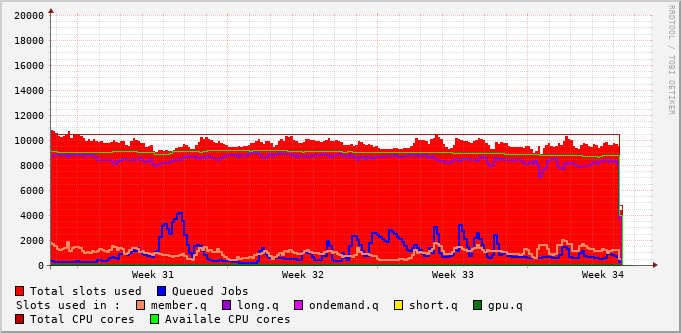 20000
18000
16000
14000
12000
10000
8000
6000
4000
2000
0
Week 31 Week 32 Week 33 Week 34
Total slots used Queued Jobs
Slots used in : member.q long.q ondemand.q short.q gpu.q
Total CPU cores Availale CPU cores
RRDTOOL / TOBI OETIKER